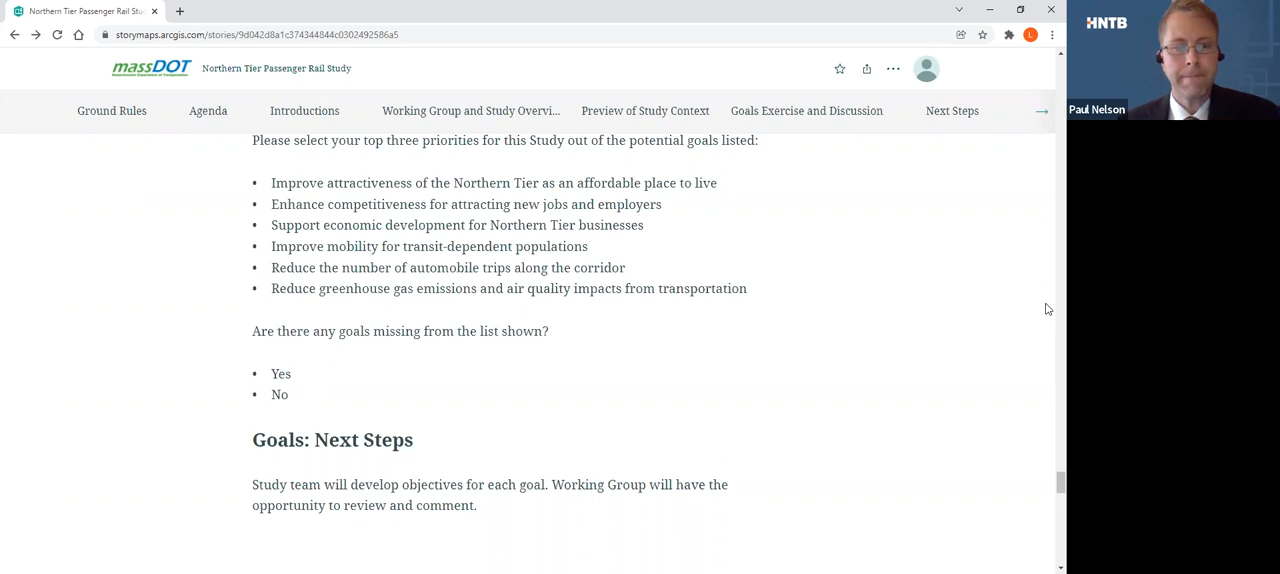 Northern Tier Passenger Rail Stu
storymaps.arcgis.com/stories/9d042d8a1c374344844c0302492586a5
L
HNTB
Paul Nelson
massDOT
Northern Tier Passenger Rail Study
Ground Rules
Agenda
Introductions
Working Group and Study Overvi...
Preview of Study Context
Goals Exercise and Discussion
Next Steps
Please select your top three priorities for this Study out of the potential goals listed:
• Improve attractiveness of the Northern Tier as an affordable place to live
• Enhance competitiveness for attracting new jobs and employers
• Support economic development for Northern Tier businesses
• Improve mobility for transit-dependent populations
• Reduce the number of automobile trips along the corridor
• Reduce greenhouse gas emissions and air quality impacts from transportation
Are there any goals missing from the list shown?
• Yes
• No
Goals: Next Steps
Study team will develop objectives for each goal. Working Group will have the
opportunity to review and comment.